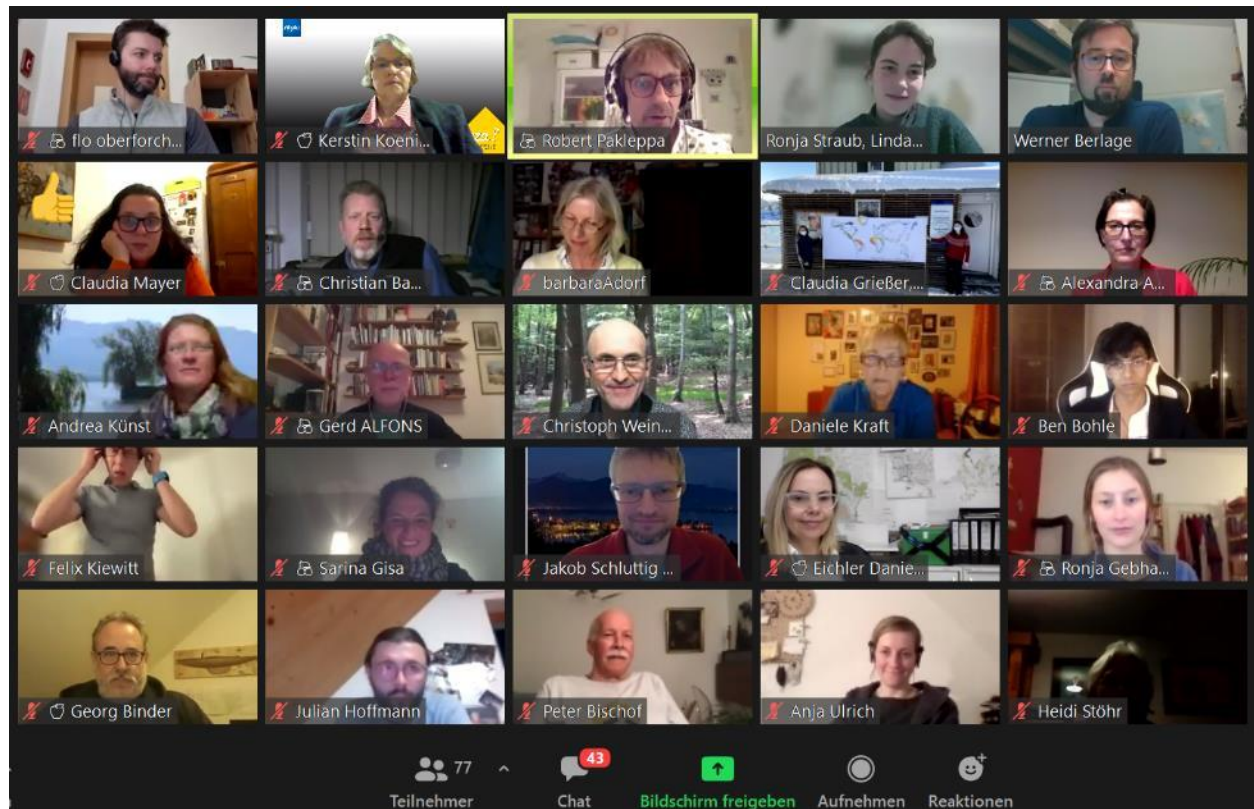 flo oberforch...
Kerstin Koeni...
Robert Pakleppa
Ronja Straub, Linda...
Werner Berlage
Claudia Mayer
Christian Ba...
barbaraAdorf
Claudia Grießer,...
Alexandra A...
Andrea Künst
Gerd ALFONS
Christoph Wein...
Daniele Kraft
Ben Bohle
Felix Kiewitt
Sarina Gisa
Jakob Schluttig ...
Eichler Danie...
Ronja Gebha...
Georg Binder
Julian Hoffmann
Peter Bischof
Anja Ulrich
Heidi Stöhr
77
43
Teilnehmer
Chat
Bildschirm freigeben
Aufnehmen
Reaktionen